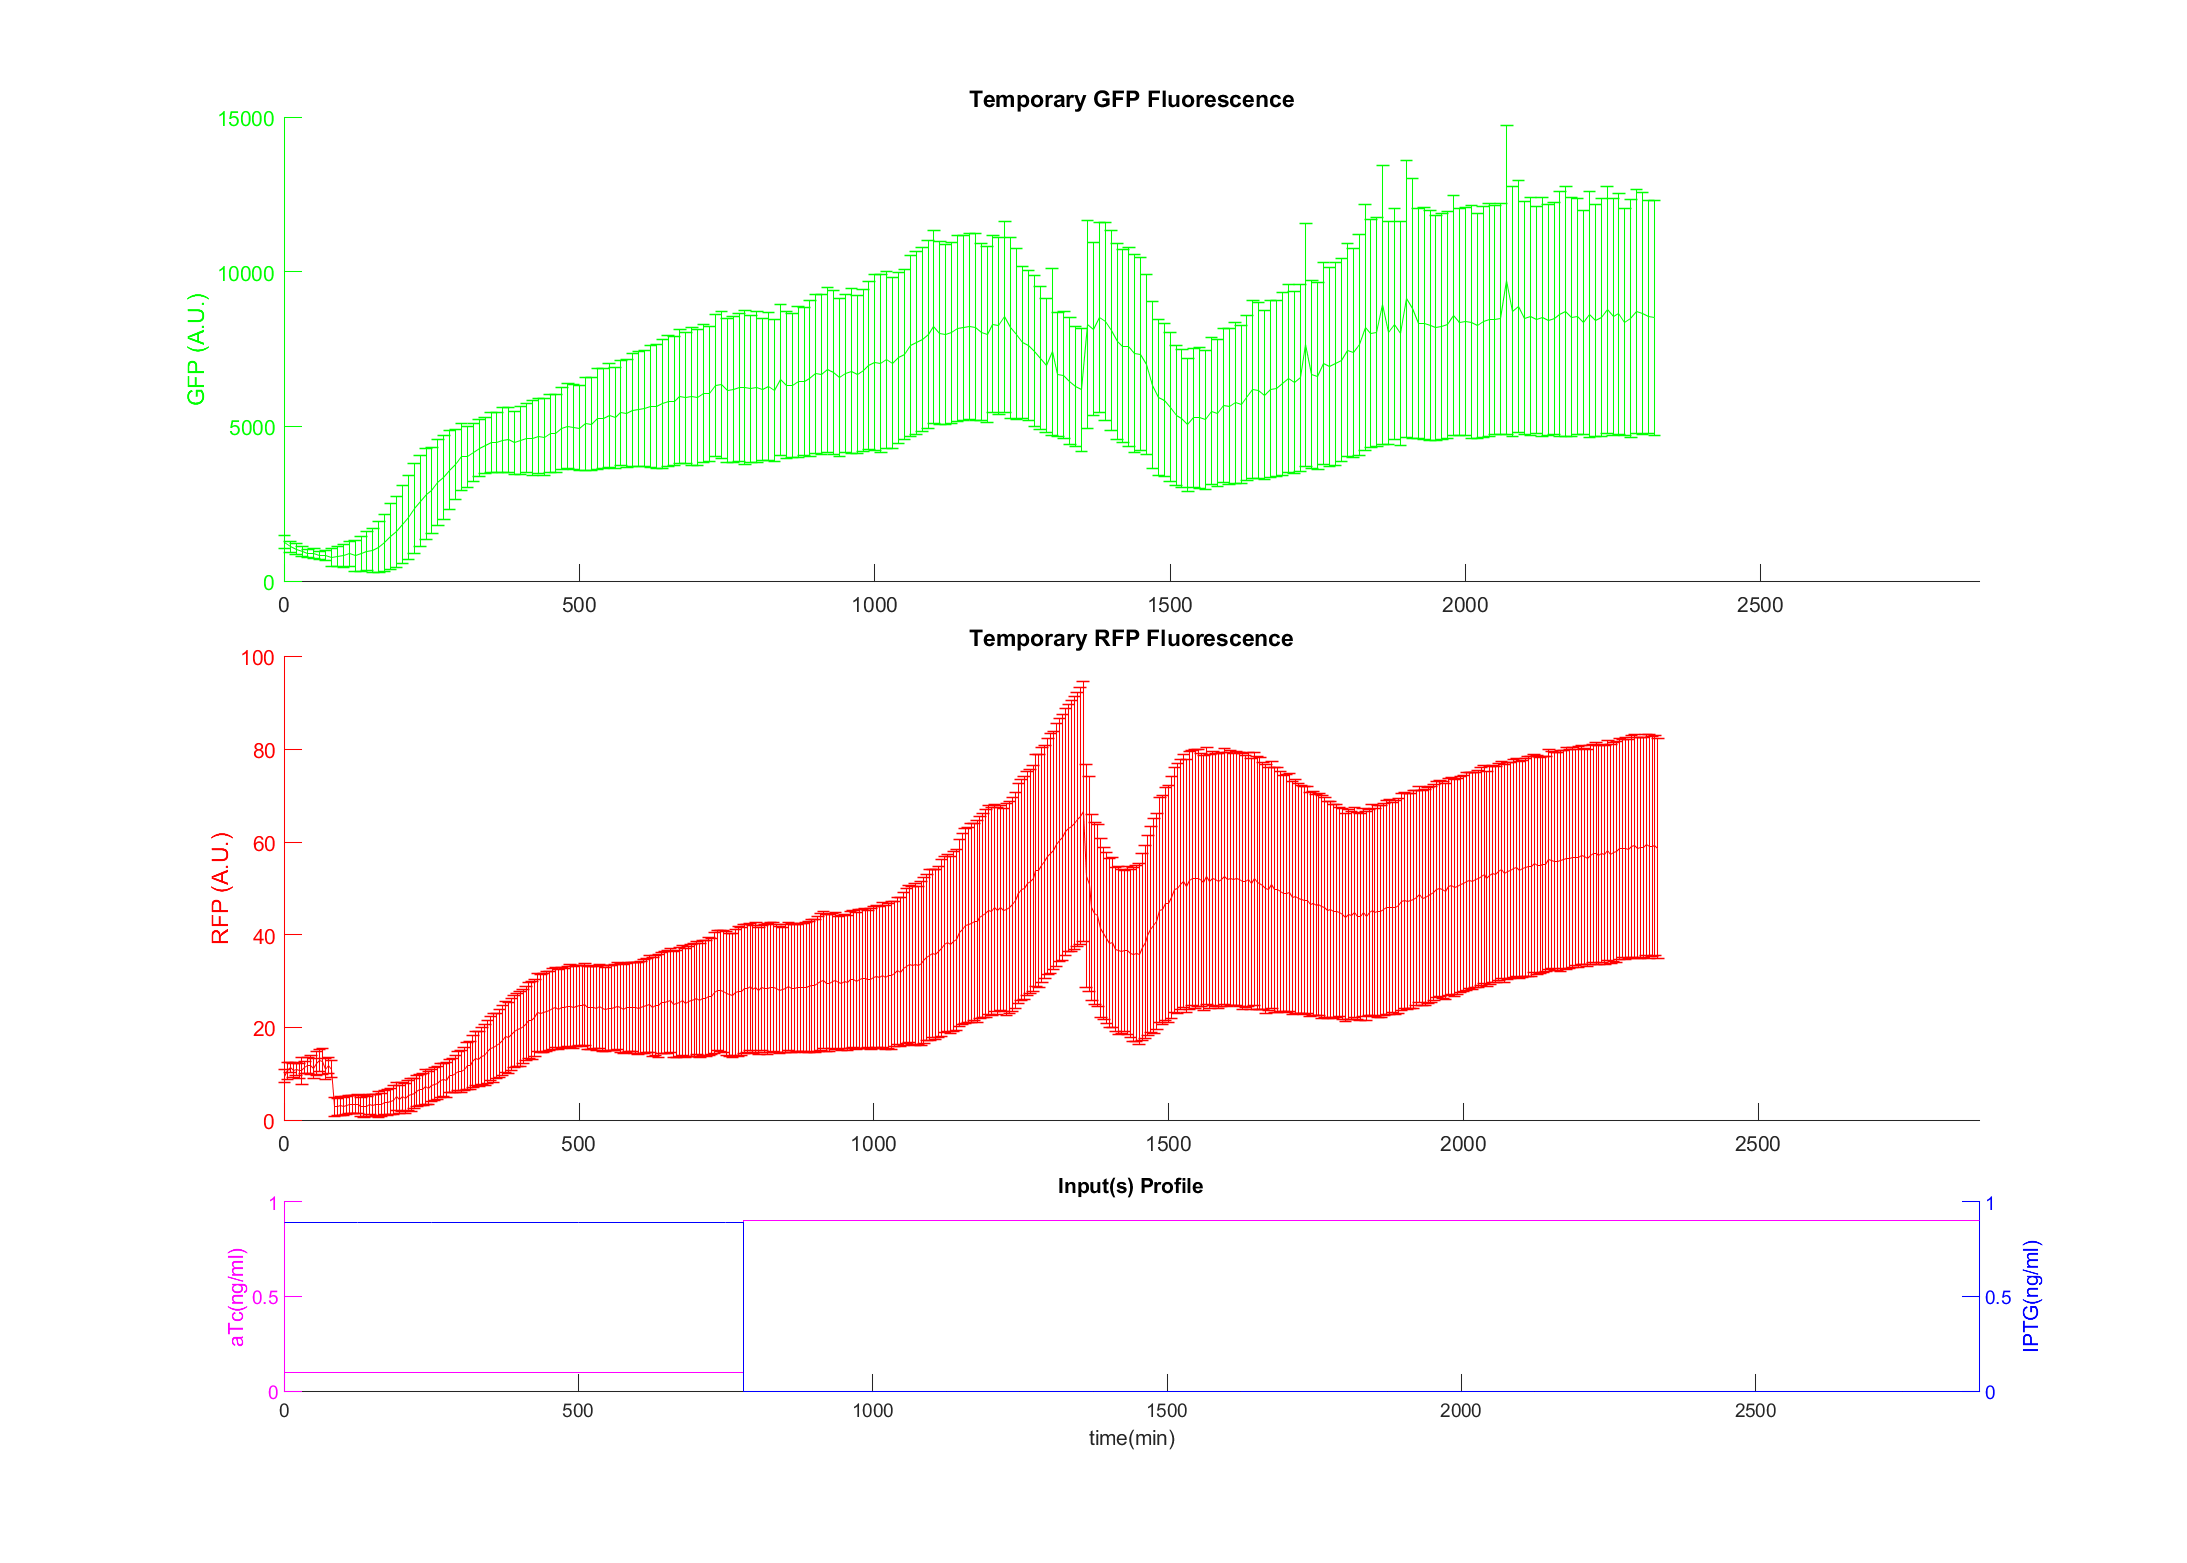 Temporary GFP Fluorescence
15000
10000
5000
0
GFP (A.U.)
0 500 1000 1500 2000 2500
Temporary RFP Fluorescence
100
80
60
40
20
0
RFP (A.U.)
0 500 1000 1500 2000 2500
Input(s) Profile
1
0.5
0
aTc(ng/ml)
1
0.5
0
IPTG(ng/ml)
0 500 1000 1500 2000 2500
time(min)